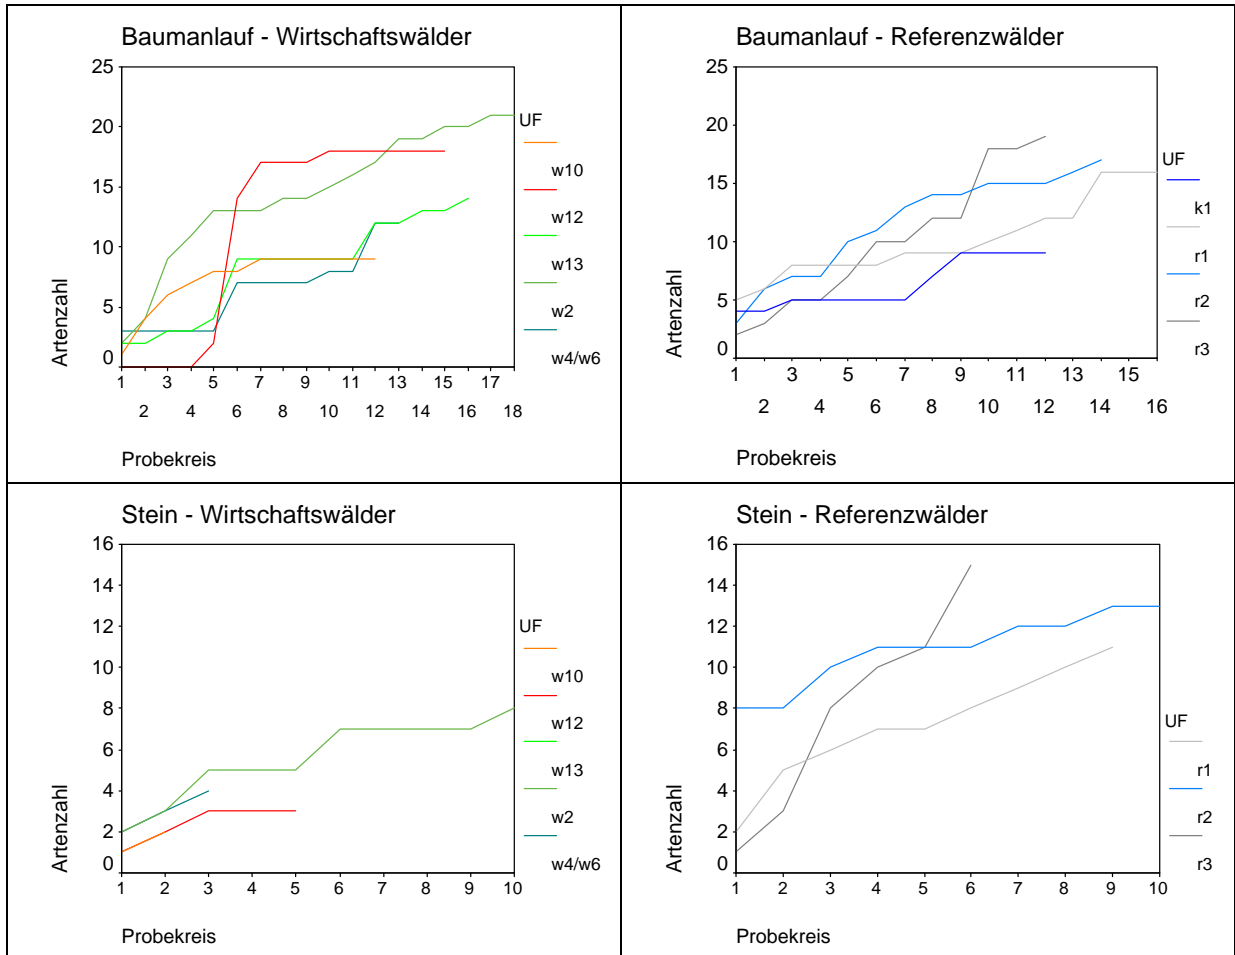 Baumanlauf - Wirtschaftswälder
25
20
15
10
5
0
Artenzahl
1 3 5 7 9 11 13 15 17
2 4 6 8 10 12 14 16 18
Probekreis
UF
w10
w12
w13
w2
w4/w6
Baumanlauf - Referenzwälder
25
20
15
10
5
0
Artenzahl
1 3 5 7 9 11 13 15
2 4 6 8 10 12 14 16
Probekreis
UF
k1
r1
r2
r3
Stein - Wirtschaftswälder
16
14
12
10
8
6
4
2
0
Artenzahl
1 2 3 4 5 6 7 8 9 10
Probekreis
UF
w10
w12
w13
w2
w4/w6
Stein - Referenzwälder
16
14
12
10
8
6
4
2
0
Artenzahl
1 2 3 4 5 6 7 8 9 10
Probekreis
UF
r1
r2
r3